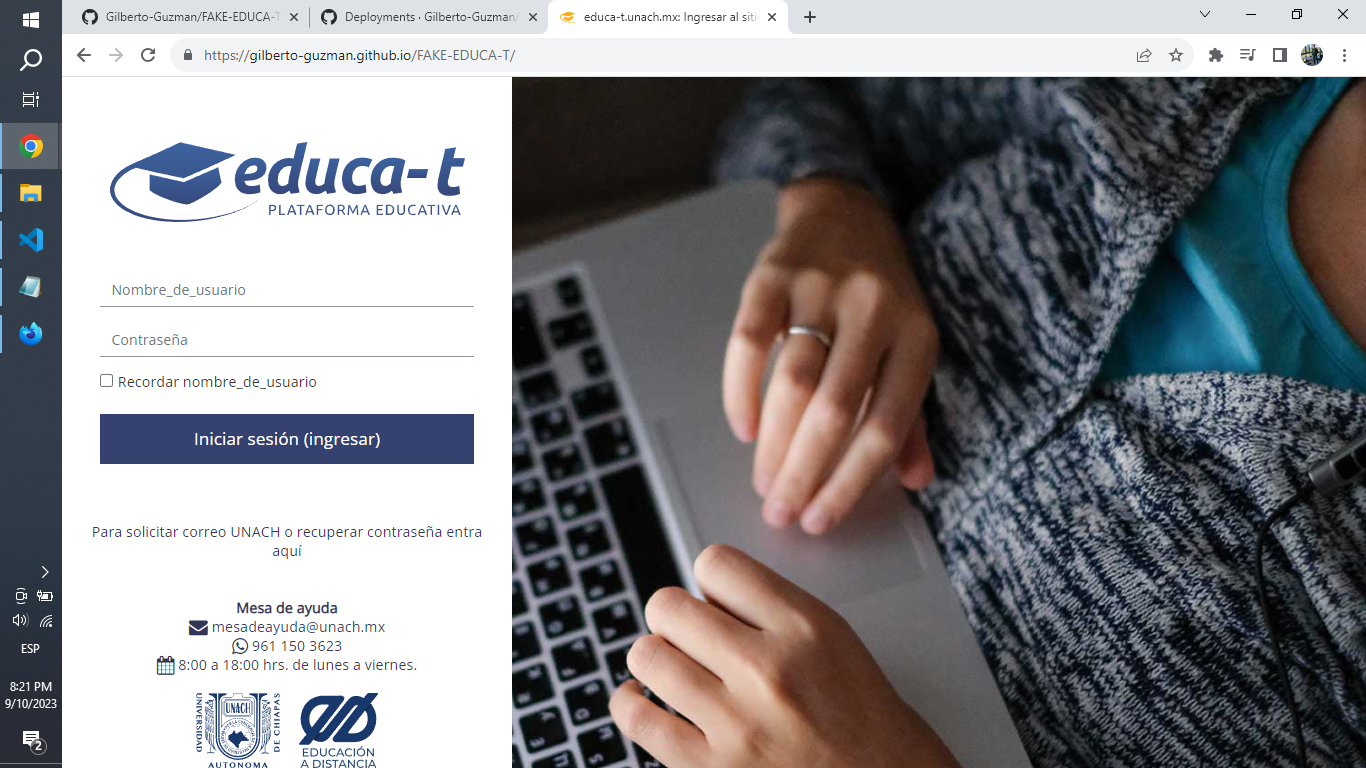 Gilberto-Guzman/FAKE-EDUCA-T
Deployments · Gilberto-Guzman/
educa-t.unach.mx: Ingresar al siti
https://gilberto-guzman.github.io/FAKE-EDUCA-T/
educa-t
PLATAFORMA EDUCATIVA
Nombre_de_usuario
Contraseña
Recordar nombre_de_usuario
Iniciar sesión (ingresar)
Para solicitar correo UNACH o recuperar contraseña entra
aquí
Mesa de ayuda
mesadeayuda@unach.mx
961 150 3623
8:00 a 18:00 hrs. de lunes a viernes.
UNIVERSIDAD
UNACH
DE CHIAPAS
AUTONOMA
EDUCACIÓN
A DISTANCIA
ESP
8:21 PM
9/10/2023
2